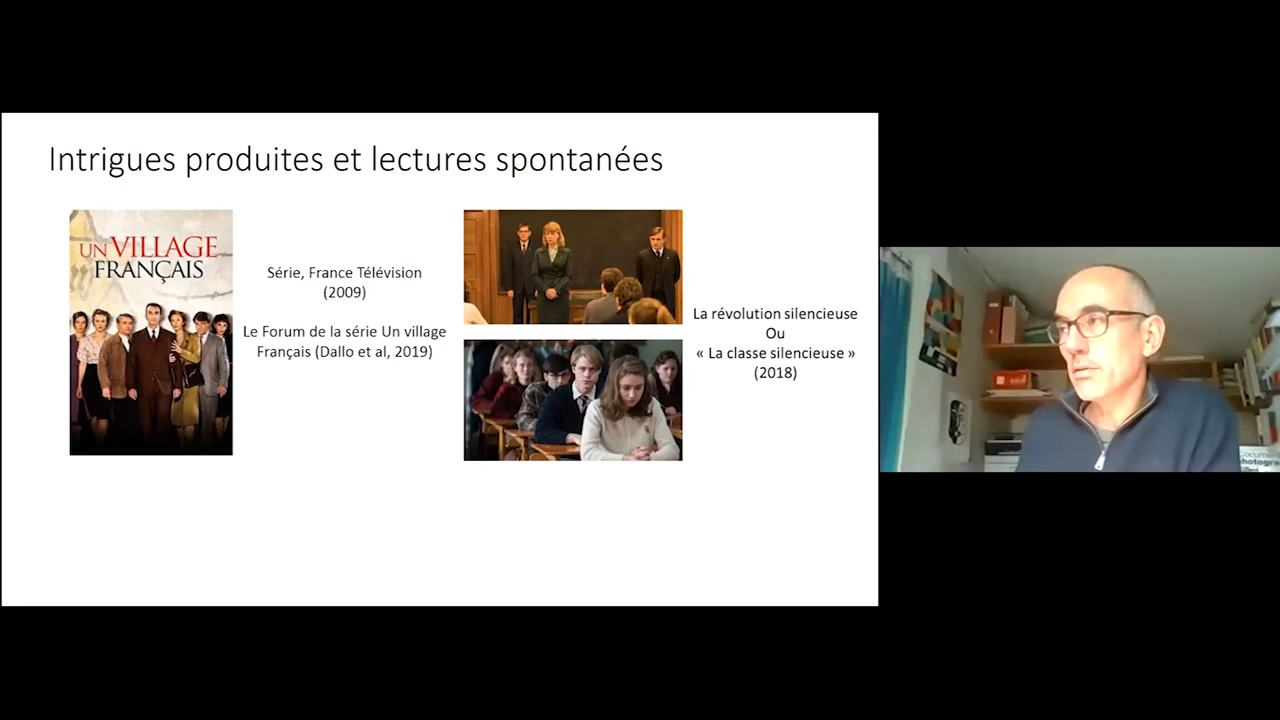 Intrigues produites et lectures spontanées
UN VILLAGE
FRANÇAIS
Série, France Télévision
(2009)
Le Forum de la série Un village
Français (Dallo et al, 2019)
La révolution silencieuse
Ou
« La classe silencieuse »
(2018)